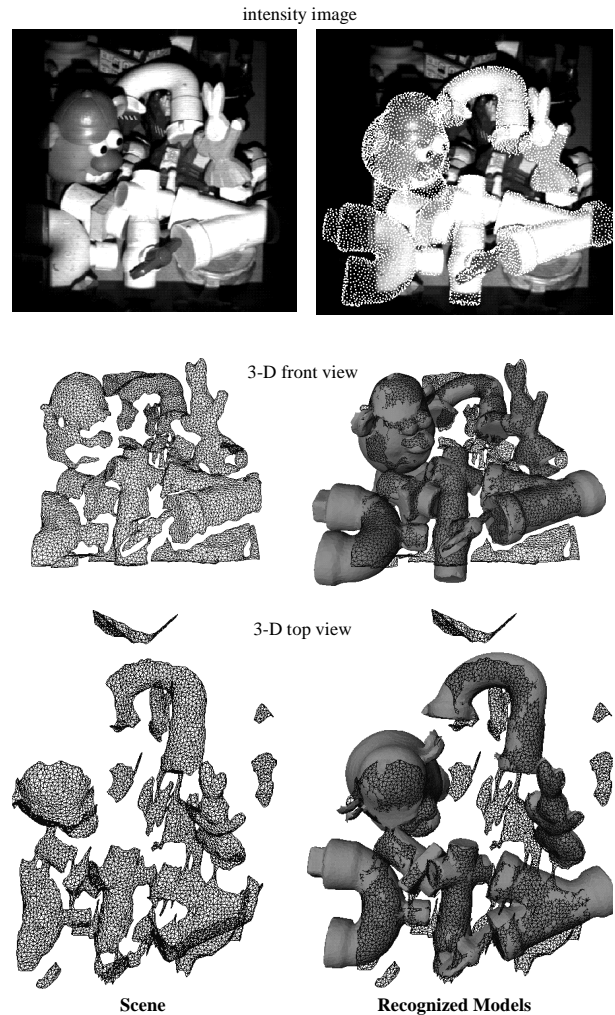 intensity image
3-D front view
3-D top view
Scene
Recognized Models